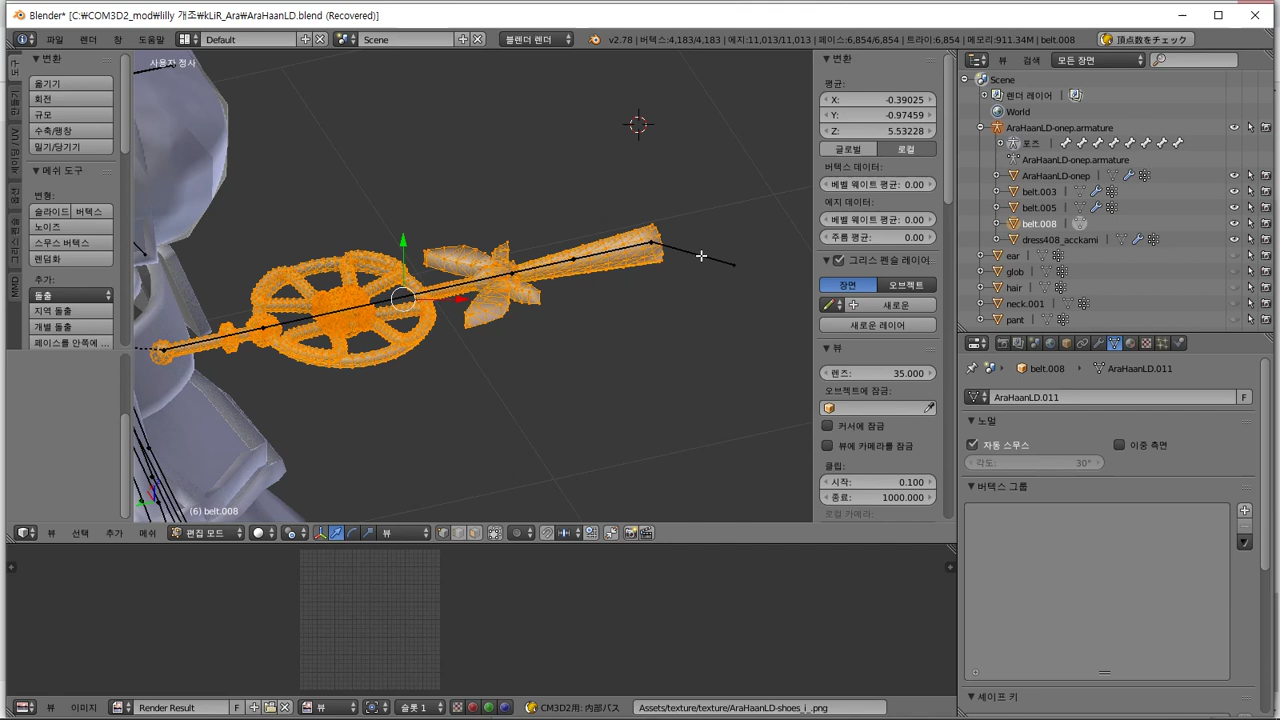 Blender* [C:₩COM3D2_mod₩lilly 개조₩kLiR_Ara₩AraHaanLD.blend (Recovered)]
파일 렌더 창 도움말 Default Scene 블렌더 렌더 v2.78 | 버텍스:4,183/4,183 | 에지:11,013/11,013 | 페이스:6,854/6,854 | 트라이:6,854 | 메모리:911.34M | belt.008 頂点数をチェック
변환
옮기기
회전
규모
수축/팽창
밀기/당기기
메쉬 도구
변형:
슬라이드 버텍스
노이즈
스무스 버텍스
렌덤화
추가:
돌출
지역 돌출
개별 돌출
페이스를 안쪽에 ...
MMD
사용자 정사
(6) belt.008
변환
평균:
X: -0.39025
Y: -0.97459
Z: 5.53228
글로벌 로컬
버텍스 데이터:
베벨 웨이트 평균: 0.00
에지 데이터:
베벨 웨이트 평균: 0.00
주름 평균: 0.00
그리스 펜슬 레이어
장면 오브젝트
새로운
새로운 레이어
뷰
렌즈: 35.000
오브젝트에 잠금:
커서에 잠금
뷰에 카메라를 잠금
클립:
시작: 0.100
종료: 1000.000
로컬 카메라:
뷰 선택 추가 메쉬 편집 모드 뷰
뷰 이미지 Render Result F 뷰 슬롯 1 CM3D2用: 内部パス Assets/texture/texture/AraHaanLD-shoes_i_.png
뷰 검색 모든 장면
Scene
렌더 레이어
World
AraHaanLD-onep.armature
포즈
AraHaanLD-onep.armature
AraHaanLD-onep
belt.003
belt.005
belt.008
dress408_acckami
ear
glob
hair
neck.001
pant
belt.008 AraHaanLD.011
AraHaanLD.011 F
노멀
자동 스무스 이중 측면
각도: 30°
버텍스 그룹
셰이프 키